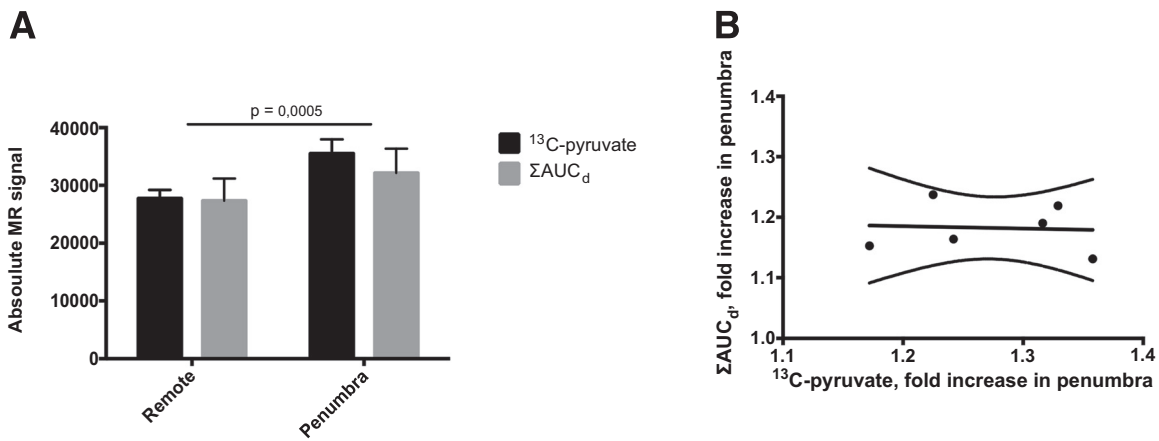 A
p = 0,0005
Absoulute MR signal
40000
30000
20000
10000
0
Remote
Penumbra
¹³C-pyruvate
ΣAUCd
B
ΣAUCd, fold increase in penumbra
1.4
1.3
1.2
1.1
1.0
1.1
1.2
1.3
1.4
¹³C-pyruvate, fold increase in penumbra